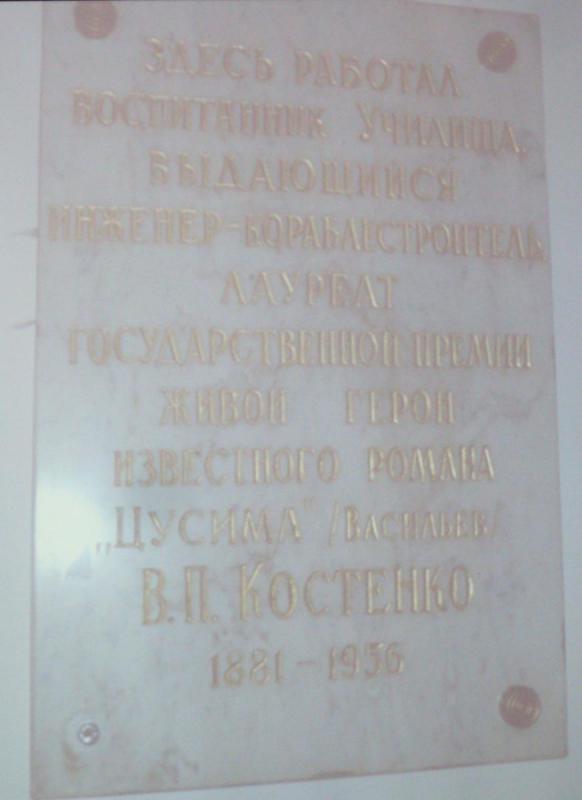 ЗДЕСЬ РАБОТАЛ
ВОСПИТАННИК УЧИЛИЩА,
ВЫДАЮЩИЙСЯ
ИНЖЕНЕР-КОРАБЛЕСТРОИТЕЛЬ
ЛАУРЕАТ
ГОСУДАРСТВЕННОЙ ПРЕМИИ
ЖИВОЙ ГЕРОЙ
ИЗВЕСТНОГО РОМАНА
„ЦУСИМА" /ВАСИЛЬЕВ/
В.П. КОСТЕНКО
1881 - 1956